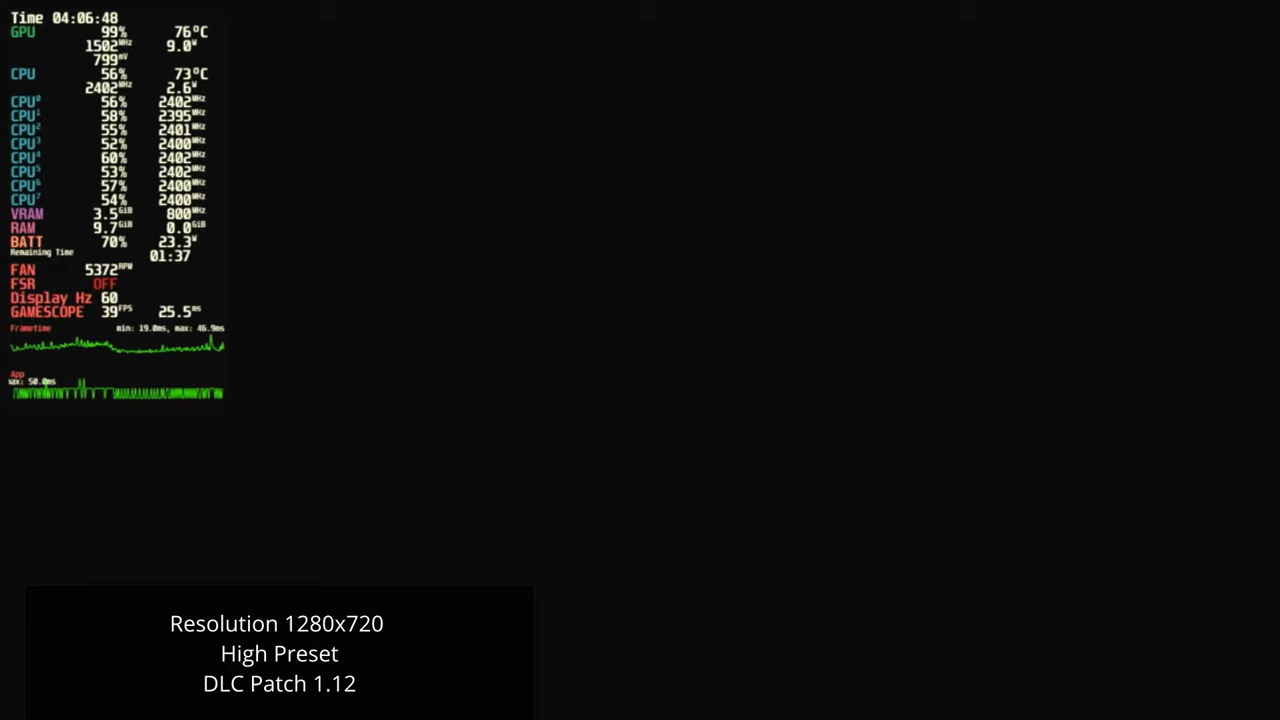 Time 04:06:48
GPU 99% 76°C
1502MHz 9.0W
799mV
CPU 56% 73°C
2402MHz 2.6W
CPU0 56% 2402MHz
CPU1 58% 2395MHz
CPU2 55% 2401MHz
CPU3 52% 2400MHz
CPU4 60% 2402MHz
CPU5 53% 2402MHz
CPU6 57% 2400MHz
CPU7 54% 2400MHz
VRAM 3.5GiB 800MHz
RAM 9.7GiB 0.0GiB
BATT 70% 23.3W
Remaining Time 01:37
FAN 5372RPM
FSR OFF
Display Hz 60
GAMESCOPE 39FPS 25.5ms
Frametime min: 19.0ms, max: 46.9ms
App
max: 50.0ms
Resolution 1280x720
High Preset
DLC Patch 1.12